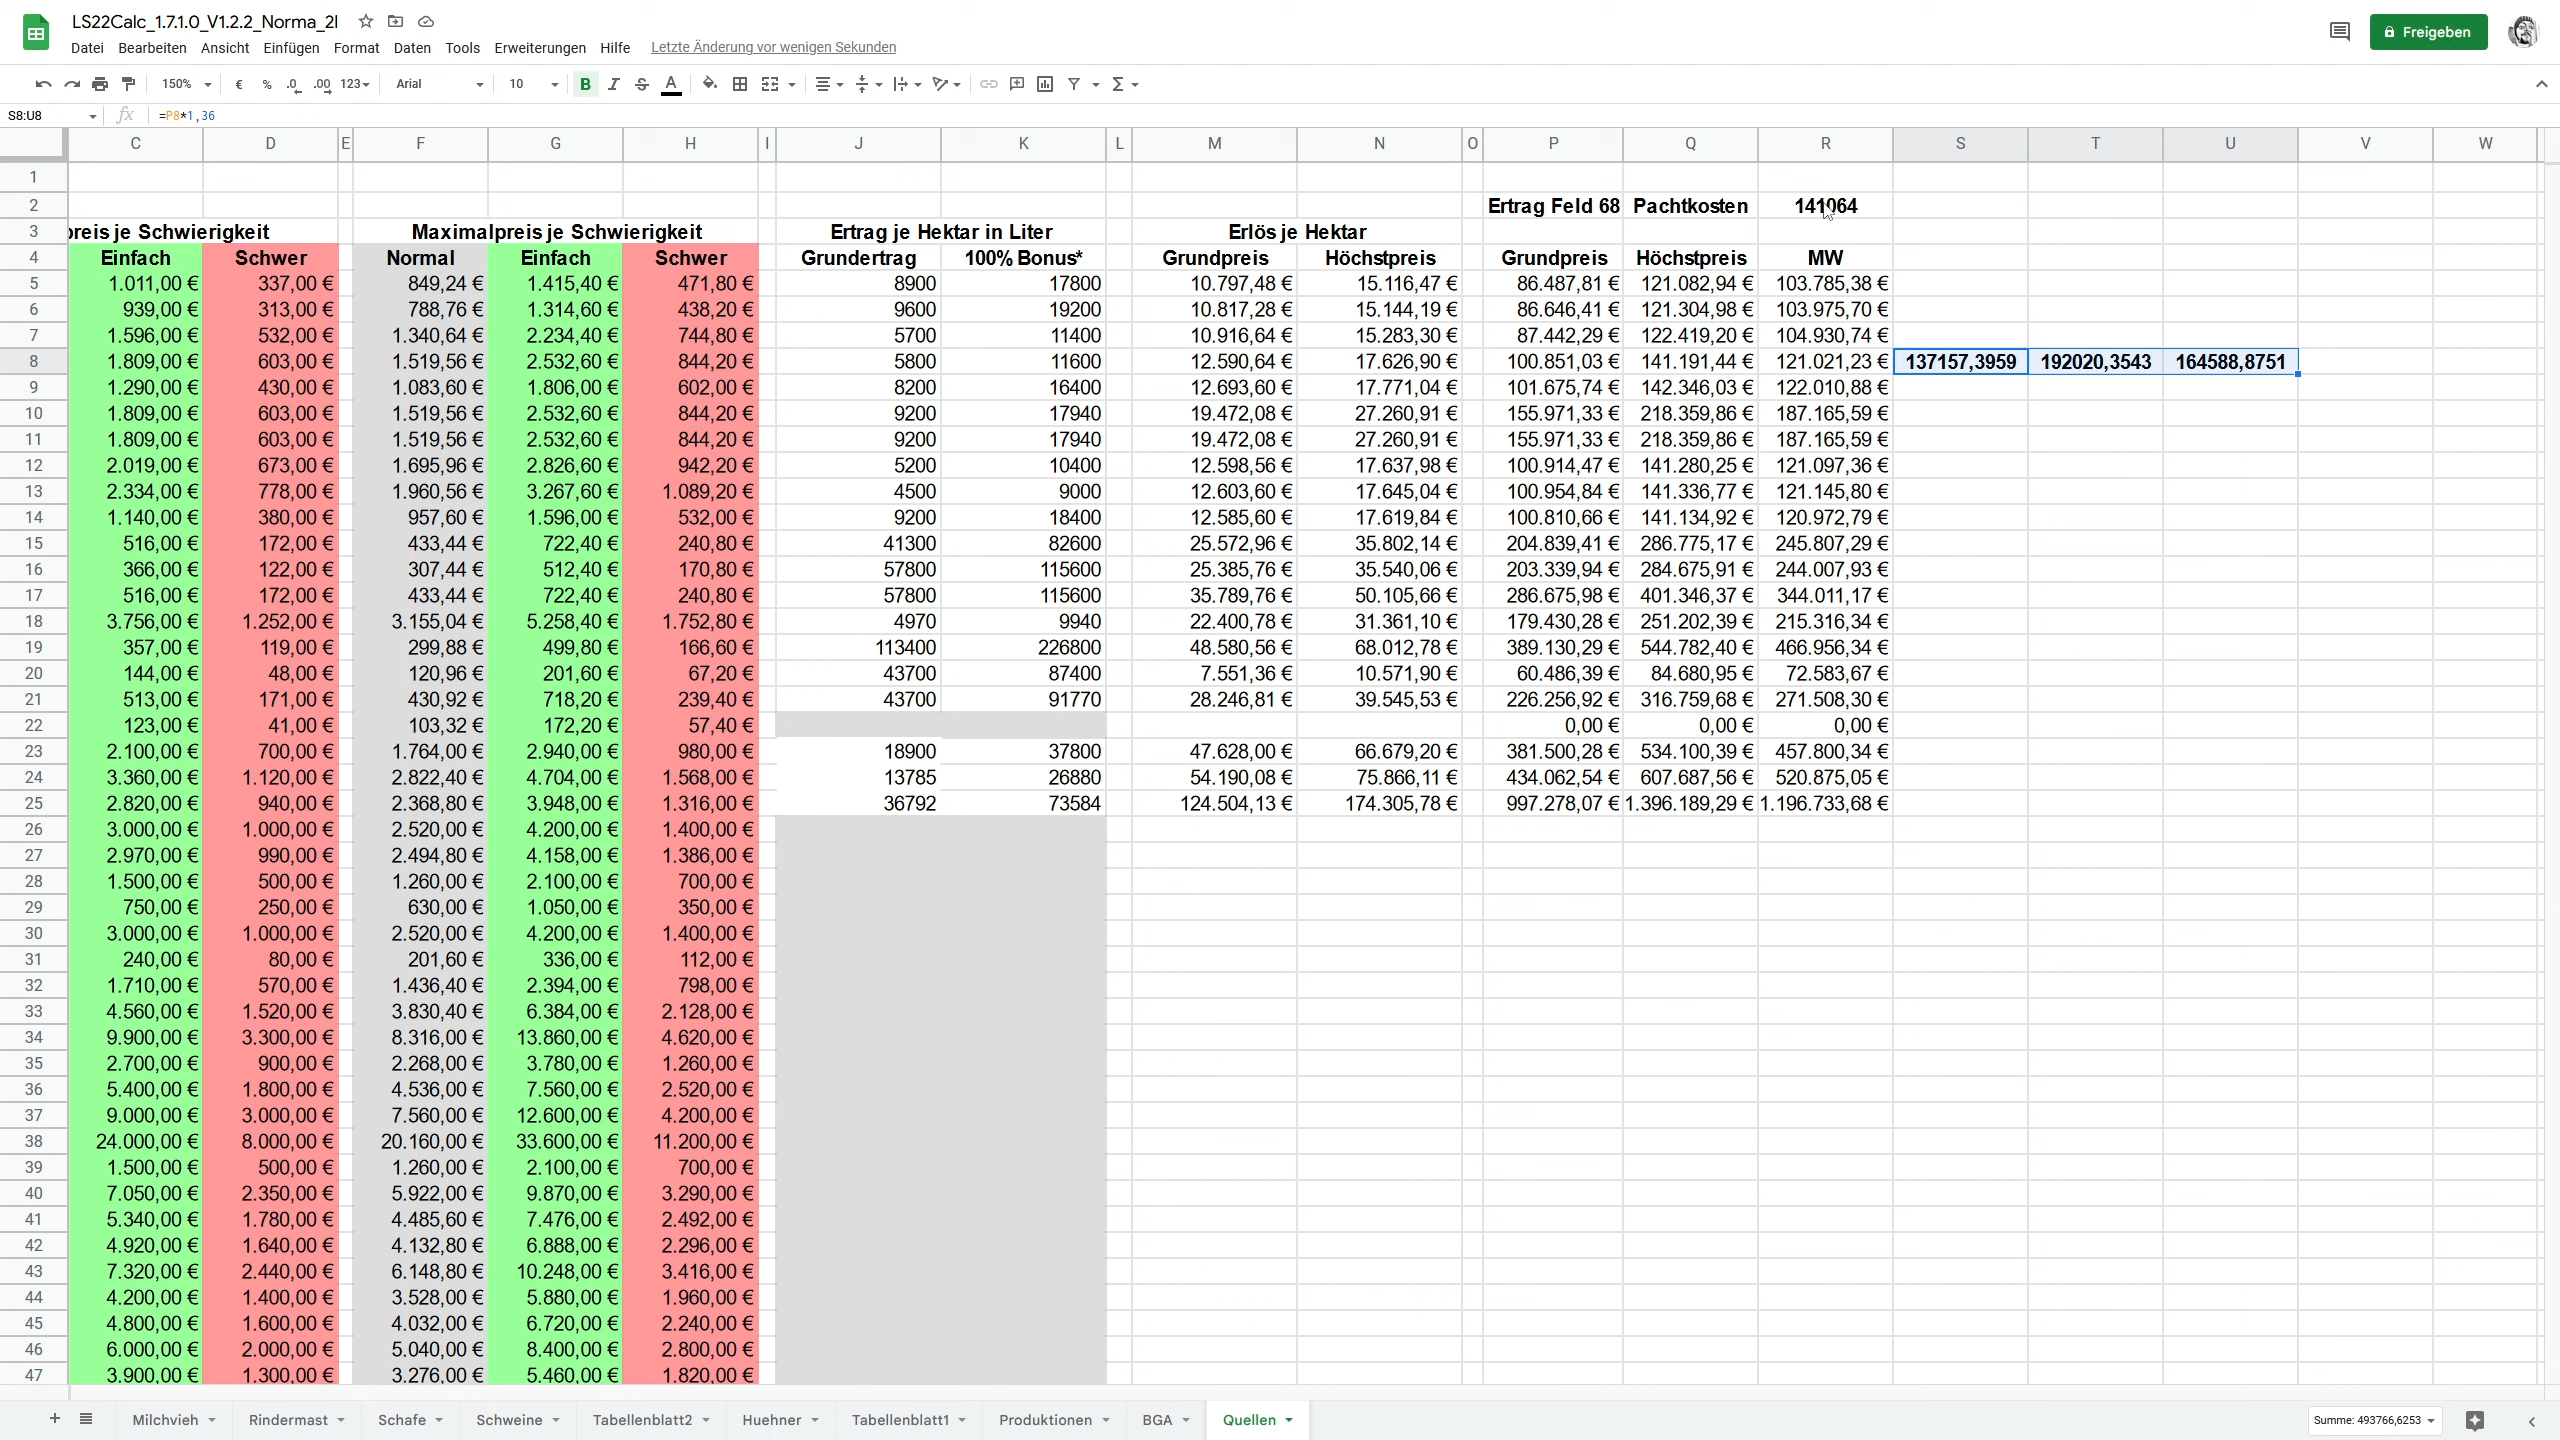 LS22Calc_1.7.1.0_V1.2.2_Norma_2l
Datei Bearbeiten Ansicht Einfügen Format Daten Tools Erweiterungen Hilfe Letzte Änderung vor wenigen Sekunden
Freigeben
150% € % .0 .00 123 Arial 10 B I S A Σ
S8:U8 fx =P8*1,36
C D E F G H I J K L M N O P Q R S T U V W
1
2 Ertrag Feld 68 Pachtkosten 141064
3 preis je Schwierigkeit Maximalpreis je Schwierigkeit Ertrag je Hektar in Liter Erlös je Hektar
4 Einfach Schwer Normal Einfach Schwer Grundertrag 100% Bonus* Grundpreis Höchstpreis Grundpreis Höchstpreis MW
5 1.011,00 € 337,00 € 849,24 € 1.415,40 € 471,80 € 8900 17800 10.797,48 € 15.116,47 € 86.487,81 € 121.082,94 € 103.785,38 €
6 939,00 € 313,00 € 788,76 € 1.314,60 € 438,20 € 9600 19200 10.817,28 € 15.144,19 € 86.646,41 € 121.304,98 € 103.975,70 €
7 1.596,00 € 532,00 € 1.340,64 € 2.234,40 € 744,80 € 5700 11400 10.916,64 € 15.283,30 € 87.442,29 € 122.419,20 € 104.930,74 €
8 1.809,00 € 603,00 € 1.519,56 € 2.532,60 € 844,20 € 5800 11600 12.590,64 € 17.626,90 € 100.851,03 € 141.191,44 € 121.021,23 € 137157,3959 192020,3543 164588,8751
9 1.290,00 € 430,00 € 1.083,60 € 1.806,00 € 602,00 € 8200 16400 12.693,60 € 17.771,04 € 101.675,74 € 142.346,03 € 122.010,88 €
10 1.809,00 € 603,00 € 1.519,56 € 2.532,60 € 844,20 € 9200 17940 19.472,08 € 27.260,91 € 155.971,33 € 218.359,86 € 187.165,59 €
11 1.809,00 € 603,00 € 1.519,56 € 2.532,60 € 844,20 € 9200 17940 19.472,08 € 27.260,91 € 155.971,33 € 218.359,86 € 187.165,59 €
12 2.019,00 € 673,00 € 1.695,96 € 2.826,60 € 942,20 € 5200 10400 12.598,56 € 17.637,98 € 100.914,47 € 141.280,25 € 121.097,36 €
13 2.334,00 € 778,00 € 1.960,56 € 3.267,60 € 1.089,20 € 4500 9000 12.603,60 € 17.645,04 € 100.954,84 € 141.336,77 € 121.145,80 €
14 1.140,00 € 380,00 € 957,60 € 1.596,00 € 532,00 € 9200 18400 12.585,60 € 17.619,84 € 100.810,66 € 141.134,92 € 120.972,79 €
15 516,00 € 172,00 € 433,44 € 722,40 € 240,80 € 41300 82600 25.572,96 € 35.802,14 € 204.839,41 € 286.775,17 € 245.807,29 €
16 366,00 € 122,00 € 307,44 € 512,40 € 170,80 € 57800 115600 25.385,76 € 35.540,06 € 203.339,94 € 284.675,91 € 244.007,93 €
17 516,00 € 172,00 € 433,44 € 722,40 € 240,80 € 57800 115600 35.789,76 € 50.105,66 € 286.675,98 € 401.346,37 € 344.011,17 €
18 3.756,00 € 1.252,00 € 3.155,04 € 5.258,40 € 1.752,80 € 4970 9940 22.400,78 € 31.361,10 € 179.430,28 € 251.202,39 € 215.316,34 €
19 357,00 € 119,00 € 299,88 € 499,80 € 166,60 € 113400 226800 48.580,56 € 68.012,78 € 389.130,29 € 544.782,40 € 466.956,34 €
20 144,00 € 48,00 € 120,96 € 201,60 € 67,20 € 43700 87400 7.551,36 € 10.571,90 € 60.486,39 € 84.680,95 € 72.583,67 €
21 513,00 € 171,00 € 430,92 € 718,20 € 239,40 € 43700 91770 28.246,81 € 39.545,53 € 226.256,92 € 316.759,68 € 271.508,30 €
22 123,00 € 41,00 € 103,32 € 172,20 € 57,40 € 0,00 € 0,00 € 0,00 €
23 2.100,00 € 700,00 € 1.764,00 € 2.940,00 € 980,00 € 18900 37800 47.628,00 € 66.679,20 € 381.500,28 € 534.100,39 € 457.800,34 €
24 3.360,00 € 1.120,00 € 2.822,40 € 4.704,00 € 1.568,00 € 13785 26880 54.190,08 € 75.866,11 € 434.062,54 € 607.687,56 € 520.875,05 €
25 2.820,00 € 940,00 € 2.368,80 € 3.948,00 € 1.316,00 € 36792 73584 124.504,13 € 174.305,78 € 997.278,07 € 1.396.189,29 € 1.196.733,68 €
26 3.000,00 € 1.000,00 € 2.520,00 € 4.200,00 € 1.400,00 €
27 2.970,00 € 990,00 € 2.494,80 € 4.158,00 € 1.386,00 €
28 1.500,00 € 500,00 € 1.260,00 € 2.100,00 € 700,00 €
29 750,00 € 250,00 € 630,00 € 1.050,00 € 350,00 €
30 3.000,00 € 1.000,00 € 2.520,00 € 4.200,00 € 1.400,00 €
31 240,00 € 80,00 € 201,60 € 336,00 € 112,00 €
32 1.710,00 € 570,00 € 1.436,40 € 2.394,00 € 798,00 €
33 4.560,00 € 1.520,00 € 3.830,40 € 6.384,00 € 2.128,00 €
34 9.900,00 € 3.300,00 € 8.316,00 € 13.860,00 € 4.620,00 €
35 2.700,00 € 900,00 € 2.268,00 € 3.780,00 € 1.260,00 €
36 5.400,00 € 1.800,00 € 4.536,00 € 7.560,00 € 2.520,00 €
37 9.000,00 € 3.000,00 € 7.560,00 € 12.600,00 € 4.200,00 €
38 24.000,00 € 8.000,00 € 20.160,00 € 33.600,00 € 11.200,00 €
39 1.500,00 € 500,00 € 1.260,00 € 2.100,00 € 700,00 €
40 7.050,00 € 2.350,00 € 5.922,00 € 9.870,00 € 3.290,00 €
41 5.340,00 € 1.780,00 € 4.485,60 € 7.476,00 € 2.492,00 €
42 4.920,00 € 1.640,00 € 4.132,80 € 6.888,00 € 2.296,00 €
43 7.320,00 € 2.440,00 € 6.148,80 € 10.248,00 € 3.416,00 €
44 4.200,00 € 1.400,00 € 3.528,00 € 5.880,00 € 1.960,00 €
45 4.800,00 € 1.600,00 € 4.032,00 € 6.720,00 € 2.240,00 €
46 6.000,00 € 2.000,00 € 5.040,00 € 8.400,00 € 2.800,00 €
47 3.900,00 € 1.300,00 € 3.276,00 € 5.460,00 € 1.820,00 €
Milchvieh Rindermast Schafe Schweine Tabellenblatt2 Huehner Tabellenblatt1 Produktionen BGA Quellen Summe: 493766,6253